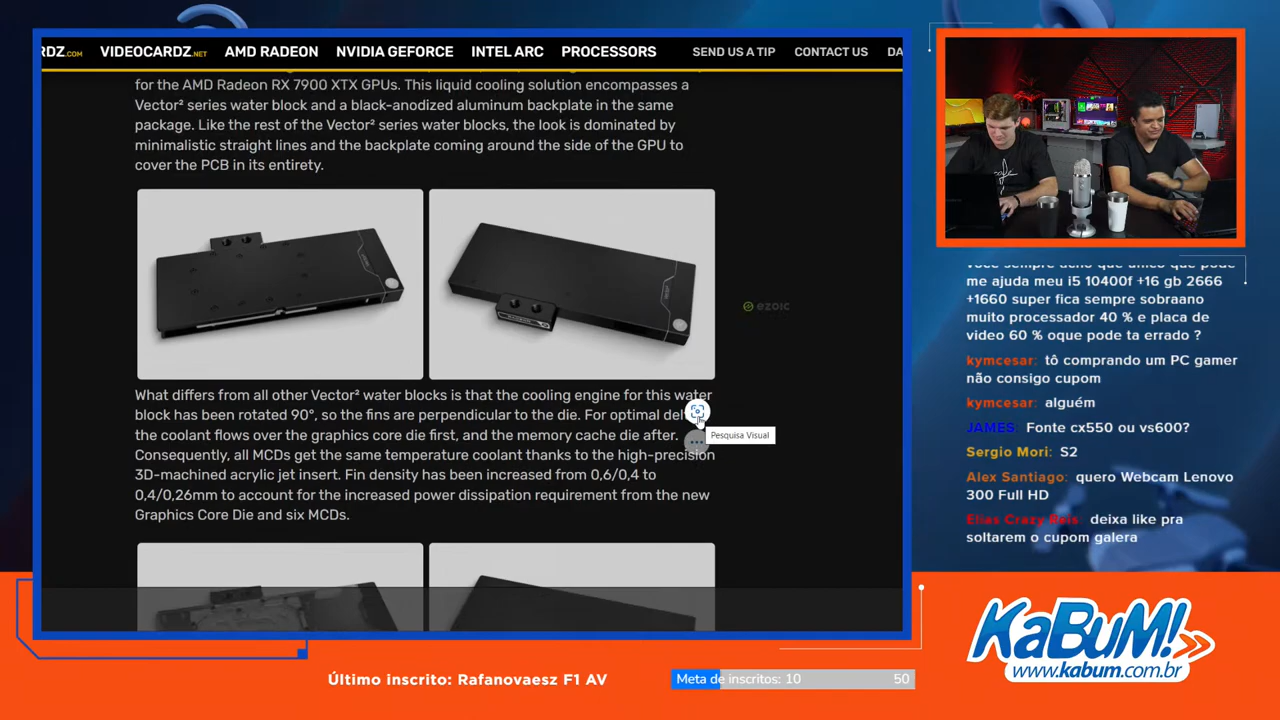 RDZ.COM VIDEOCARDZ.NET AMD RADEON NVIDIA GEFORCE INTEL ARC PROCESSORS SEND US A TIP CONTACT US DA
for the AMD Radeon RX 7900 XTX GPUs. This liquid cooling solution encompasses a
Vector² series water block and a black-anodized aluminum backplate in the same
package. Like the rest of the Vector² series water blocks, the look is dominated by
minimalistic straight lines and the backplate coming around the side of the GPU to
cover the PCB in its entirety.
ezoic
What differs from all other Vector² water blocks is that the cooling engine for this water
block has been rotated 90°, so the fins are perpendicular to the die. For optimal del
the coolant flows over the graphics core die first, and the memory cache die after.
Pesquisa Visual
Consequently, all MCDs get the same temperature coolant thanks to the high-precision
3D-machined acrylic jet insert. Fin density has been increased from 0,6/0,4 to
0,4/0,26mm to account for the increased power dissipation requirement from the new
Graphics Core Die and six MCDs.
você sempre acho que único que pode
me ajuda meu i5 10400f +16 gb 2666
+1660 super fica sempre sobraano
muito processador 40 % e placa de
video 60 % oque pode ta errado ?
kymcesar: tô comprando um PC gamer
não consigo cupom
kymcesar: alguém
JAMES: Fonte cx550 ou vs600?
Sergio Mori: S2
Alex Santiago: quero Webcam Lenovo
300 Full HD
Elias Crazy Reis: deixa like pra
soltarem o cupom galera
KaBuM!
www.kabum.com.br
Último inscrito: Rafanovaesz F1 AV
Meta de inscritos: 10 50